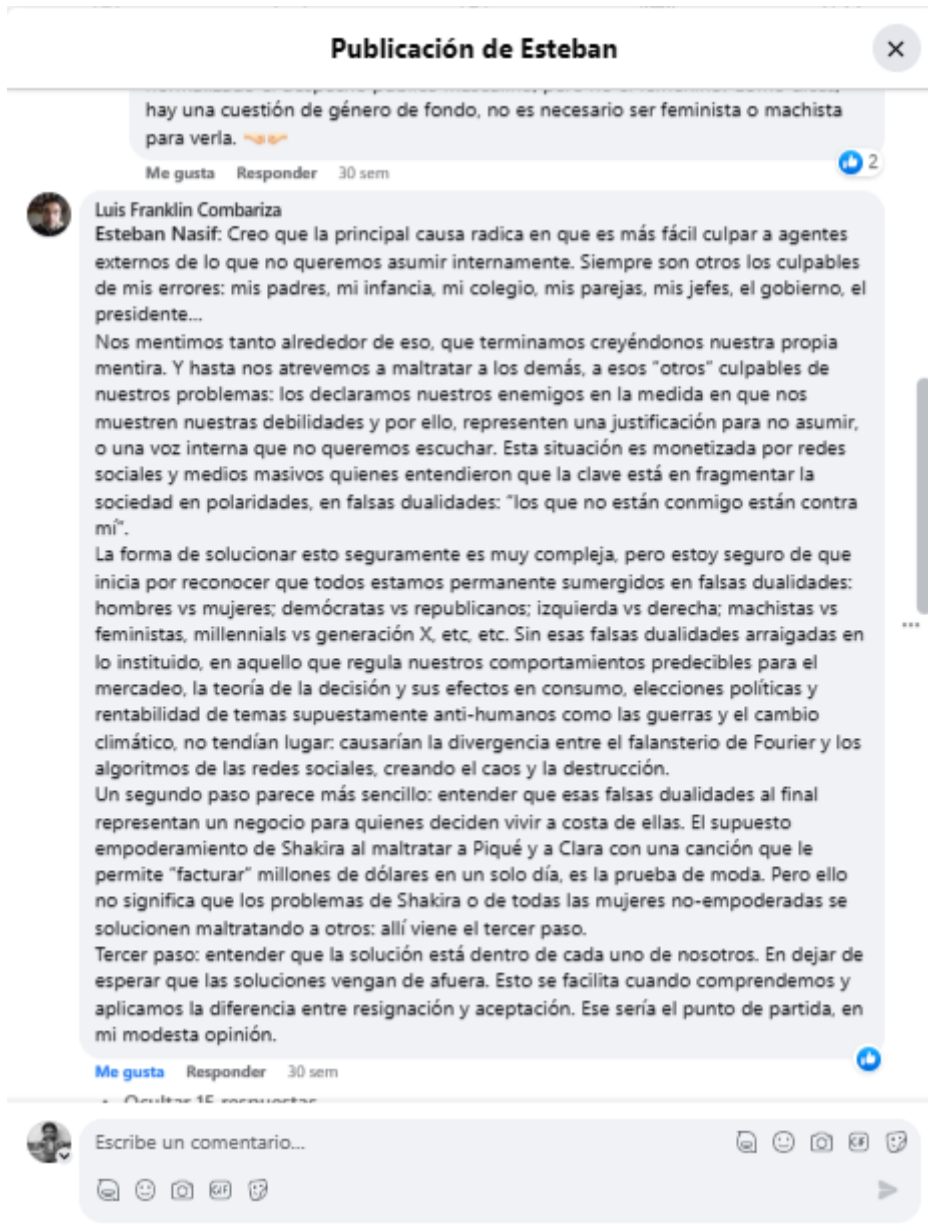 Publicación de Esteban
hay una cuestión de género de fondo, no es necesario ser feminista o machista
para verla.
2
Me gusta Responder 30 sem
Luis Franklin Combariza
Esteban Nasif: Creo que la principal causa radica en que es más fácil culpar a agentes
externos de lo que no queremos asumir internamente. Siempre son otros los culpables
de mis errores: mis padres, mi infancia, mi colegio, mis parejas, mis jefes, el gobierno, el
presidente...
Nos mentimos tanto alrededor de eso, que terminamos creyéndonos nuestra propia
mentira. Y hasta nos atrevemos a maltratar a los demás, a esos "otros" culpables de
nuestros problemas: los declaramos nuestros enemigos en la medida en que nos
muestren nuestras debilidades y por ello, representen una justificación para no asumir,
o una voz interna que no queremos escuchar. Esta situación es monetizada por redes
sociales y medios masivos quienes entendieron que la clave está en fragmentar la
sociedad en polaridades, en falsas dualidades: "los que no están conmigo están contra
mí".
La forma de solucionar esto seguramente es muy compleja, pero estoy seguro de que
inicia por reconocer que todos estamos permanente sumergidos en falsas dualidades:
hombres vs mujeres; demócratas vs republicanos; izquierda vs derecha; machistas vs
feministas, millennials vs generación X, etc, etc. Sin esas falsas dualidades arraigadas en
lo instituido, en aquello que regula nuestros comportamientos predecibles para el
mercadeo, la teoría de la decisión y sus efectos en consumo, elecciones políticas y
rentabilidad de temas supuestamente anti-humanos como las guerras y el cambio
climático, no tendían lugar: causarían la divergencia entre el falansterio de Fourier y los
algoritmos de las redes sociales, creando el caos y la destrucción.
Un segundo paso parece más sencillo: entender que esas falsas dualidades al final
representan un negocio para quienes deciden vivir a costa de ellas. El supuesto
empoderamiento de Shakira al maltratar a Piqué y a Clara con una canción que le
permite "facturar" millones de dólares en un solo día, es la prueba de moda. Pero ello
no significa que los problemas de Shakira o de todas las mujeres no-empoderadas se
solucionen maltratando a otros: allí viene el tercer paso.
Tercer paso: entender que la solución está dentro de cada uno de nosotros. En dejar de
esperar que las soluciones vengan de afuera. Esto se facilita cuando comprendemos y
aplicamos la diferencia entre resignación y aceptación. Ese sería el punto de partida, en
mi modesta opinión.
Me gusta Responder 30 sem
Ocultar 15 respuestas
Escribe un comentario...
GIF
GIF